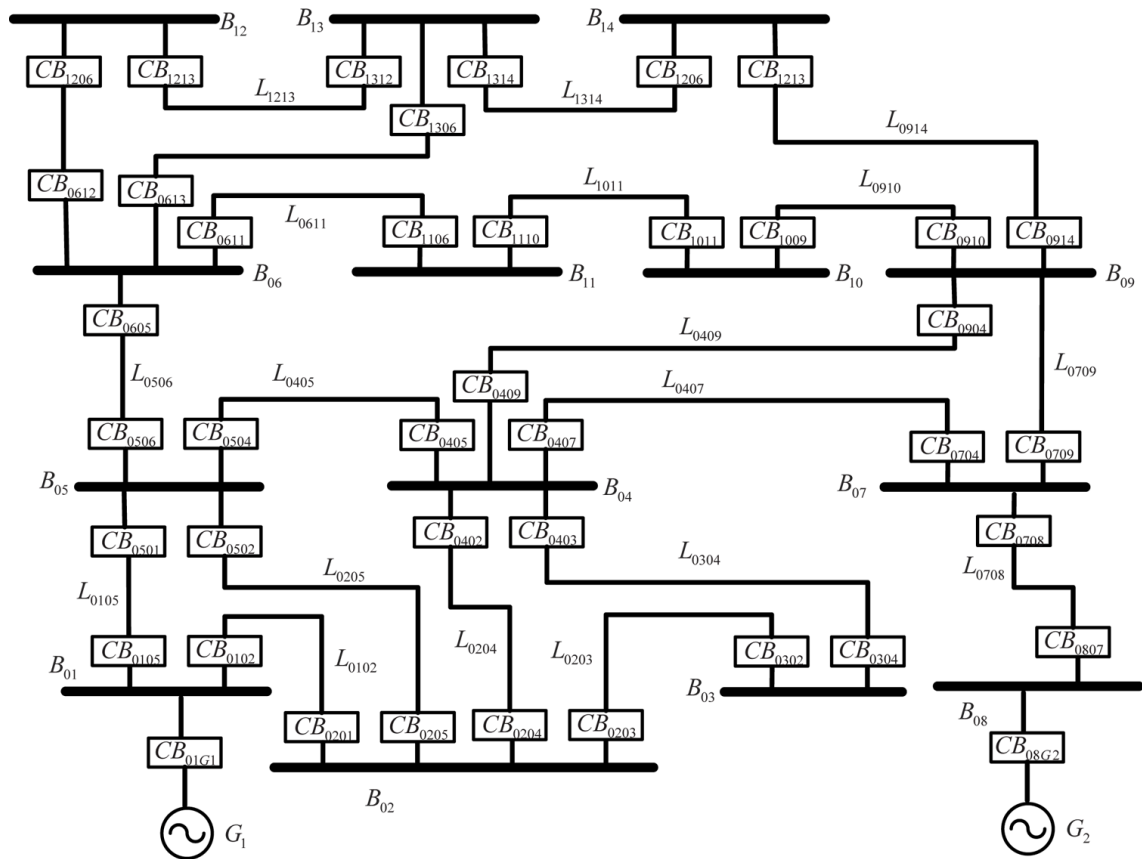 B12 B13 B14
CB1206 CB1213 CB1312 CB1314 CB1206 CB1213
L1213 L1314
CB1306 L0914
CB0612 CB0613 L1011 L0910
L0611
CB0611 CB1106 CB1110 CB1011 CB1009 CB0910 CB0914
B06 B11 B10 B09
CB0605 CB0904
L0409
L0506 L0405 CB0409 L0407 L0709
CB0506 CB0504 CB0405 CB0407 CB0704 CB0709
B05 B04 B07
CB0501 CB0502 CB0402 CB0403 CB0708
L0105 L0205 L0304 L0708
CB0105 CB0102 L0102 L0204 L0203 CB0302 CB0304 CB0807
B01 B03
CB01G1 CB0201 CB0205 CB0204 CB0203 B08 CB08G2
B02
G1 G2